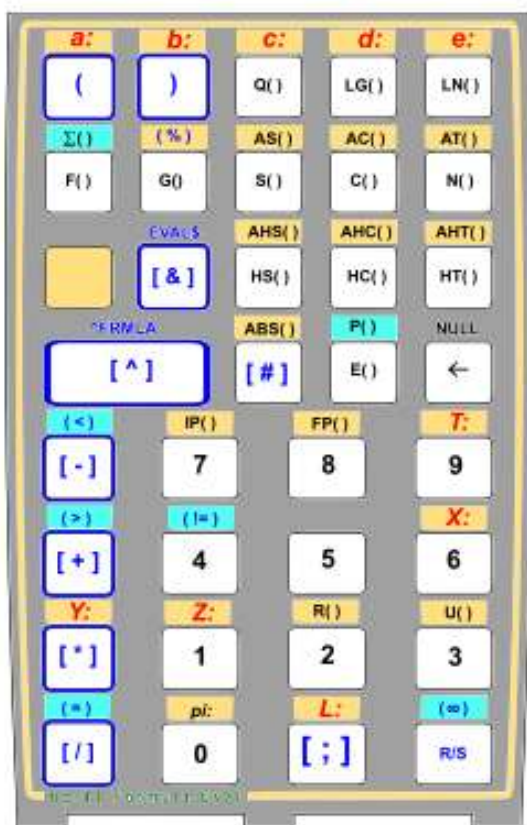 a: b: c: d: e:
( ) Q( ) LG( ) LN( )
Σ( ) ( % ) AS( ) AC( ) AT( )
F( ) G() S( ) C( ) N( )
EVAL$ AHS( ) AHC( ) AHT( )
[ & ] HS( ) HC( ) HT( )
^FRMLA ABS( ) P( ) NULL
[ ^ ] [ # ] E( ) ←
( < ) IP( ) FP( ) T:
[ - ] 7 8 9
( > ) ( != ) X:
[ + ] 4 5 6
Y: Z: R( ) U( )
[ * ] 1 2 3
( = ) pi: L: (∞)
[ / ] 0 [ ; ] R/S